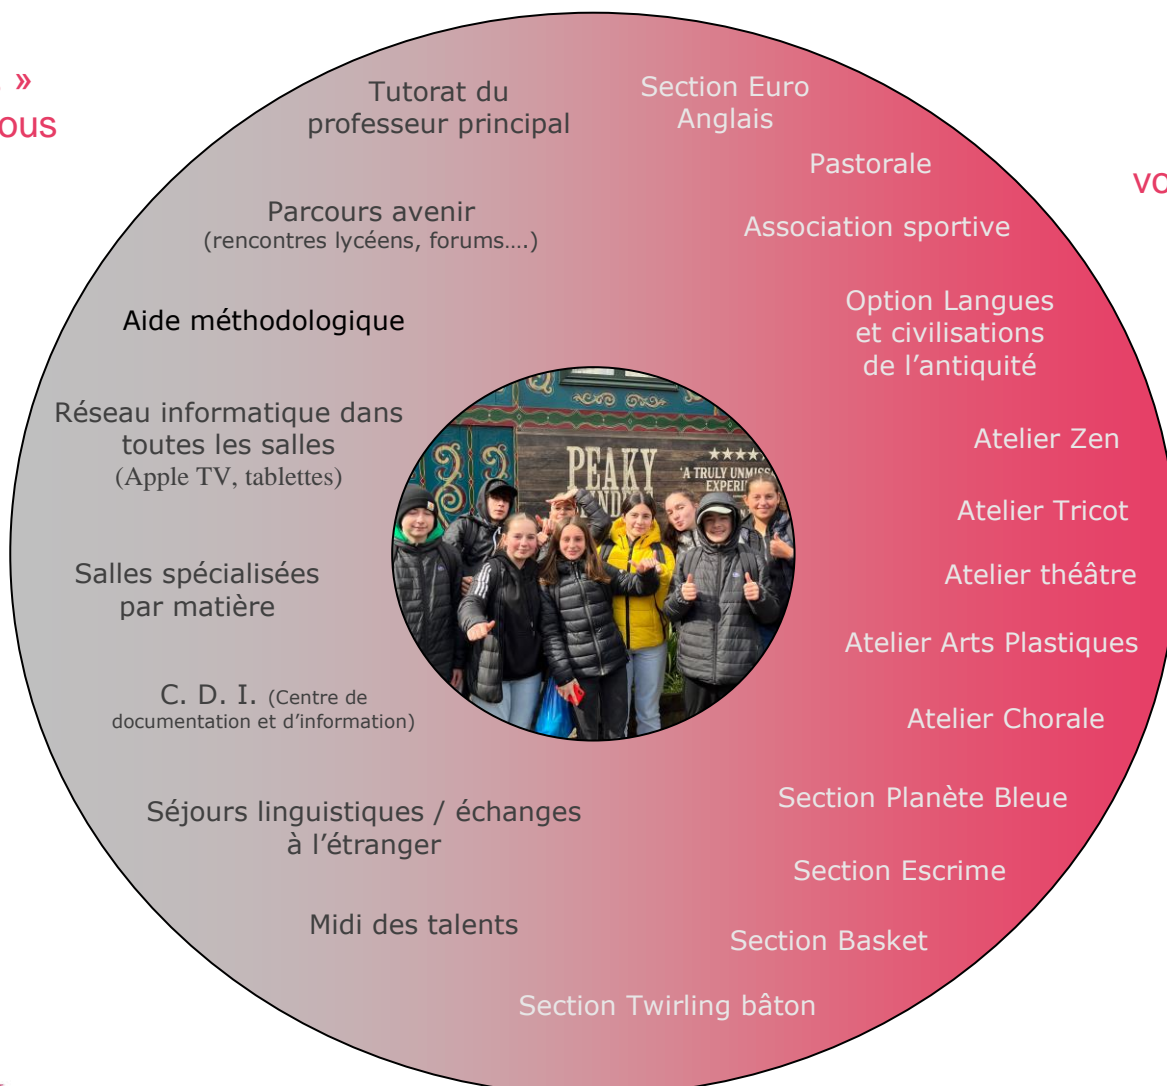 »
ous
vo
Tutorat du
professeur principal
Parcours avenir
(rencontres lycéens, forums….)
Aide méthodologique
Réseau informatique dans
toutes les salles
(Apple TV, tablettes)
Salles spécialisées
par matière
C. D. I. (Centre de
documentation et d’information)
Séjours linguistiques / échanges
à l’étranger
Midi des talents
Section Euro
Anglais
Pastorale
Association sportive
Option Langues
et civilisations
de l’antiquité
Atelier Zen
Atelier Tricot
Atelier théâtre
Atelier Arts Plastiques
Atelier Chorale
Section Planète Bleue
Section Escrime
Section Basket
Section Twirling bâton
PEAKY
★★★★
'A TRULY